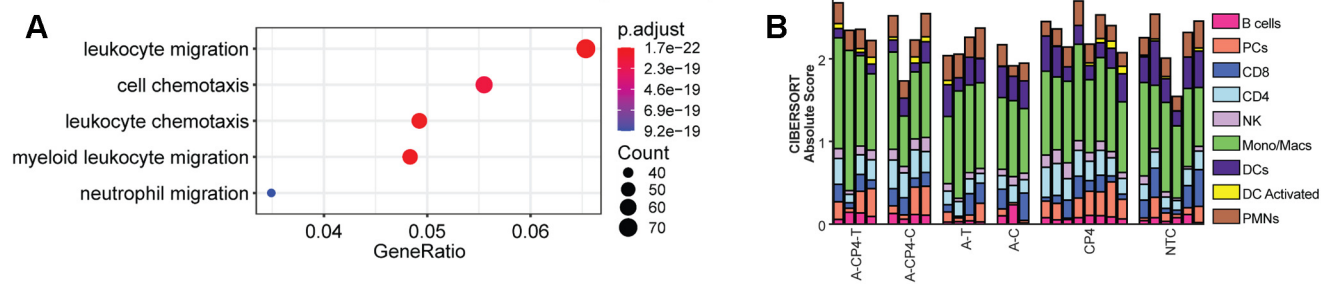 A
leukocyte migration
cell chemotaxis
leukocyte chemotaxis
myeloid leukocyte migration
neutrophil migration
0.04
0.05
0.06
GeneRatio
p.adjust
1.7e−22
2.3e−19
4.6e−19
6.9e−19
9.2e−19
Count
40
50
60
70
B
CIBERSORT
Absolute Score
2
1
0
A-CP4-T
A-CP4-C
A-T
A-C
CP4
NTC
B cells
PCs
CD8
CD4
NK
Mono/Macs
DCs
DC Activated
PMNs